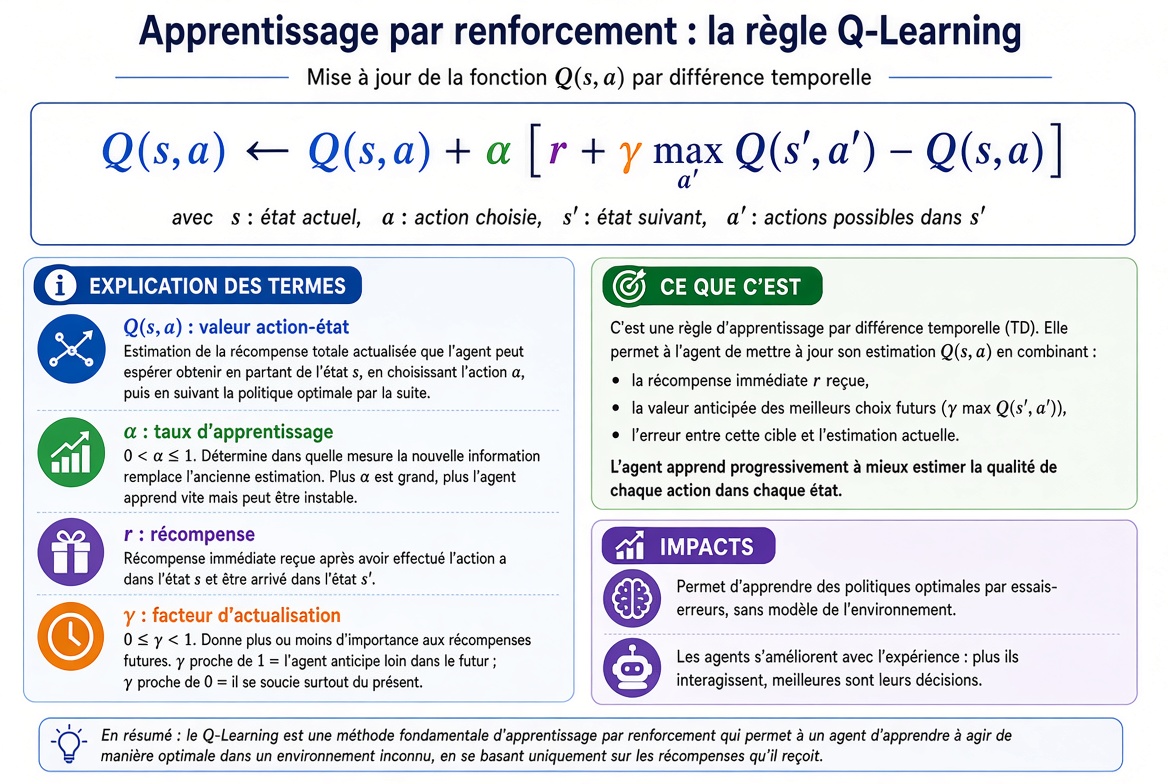 Apprentissage par renforcement : la règle Q-Learning
Mise à jour de la fonction Q(s, a) par différence temporelle
Q(s, a) ← Q(s, a) + α [r + γ max Q(s′, a′) − Q(s, a)]
a′
avec s : état actuel, a : action choisie, s′ : état suivant, a′ : actions possibles dans s′
EXPLICATION DES TERMES
Q(s, a) : valeur action-état
Estimation de la récompense totale actualisée que l'agent peut
espérer obtenir en partant de l'état s, en choisissant l'action a,
puis en suivant la politique optimale par la suite.
α : taux d'apprentissage
0 < α ≤ 1. Détermine dans quelle mesure la nouvelle information
remplace l'ancienne estimation. Plus α est grand, plus l'agent
apprend vite mais peut être instable.
r : récompense
Récompense immédiate reçue après avoir effectué l'action a
dans l'état s et être arrivé dans l'état s′.
γ : facteur d'actualisation
0 ≤ γ < 1. Donne plus ou moins d'importance aux récompenses
futures. γ proche de 1 = l'agent anticipe loin dans le futur ;
γ proche de 0 = il se soucie surtout du présent.
CE QUE C'EST
C'est une règle d'apprentissage par différence temporelle (TD). Elle
permet à l'agent de mettre à jour son estimation Q(s, a) en combinant :
• la récompense immédiate r reçue,
• la valeur anticipée des meilleurs choix futurs (γ max Q(s′, a′)),
• l'erreur entre cette cible et l'estimation actuelle.
L'agent apprend progressivement à mieux estimer la qualité de
chaque action dans chaque état.
IMPACTS
Permet d'apprendre des politiques optimales par essais-
erreurs, sans modèle de l'environnement.
Les agents s'améliorent avec l'expérience : plus ils
interagissent, meilleures sont leurs décisions.
En résumé : le Q-Learning est une méthode fondamentale d'apprentissage par renforcement qui permet à un agent d'apprendre à agir de
manière optimale dans un environnement inconnu, en se basant uniquement sur les récompenses qu'il reçoit.